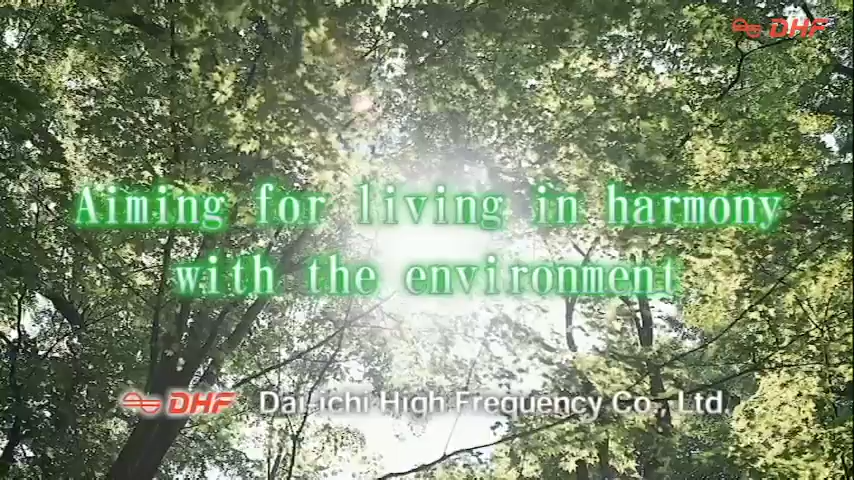 DHF
Aiming for living in harmony
with the environment
DHF Dai-ichi High Frequency Co., Ltd.